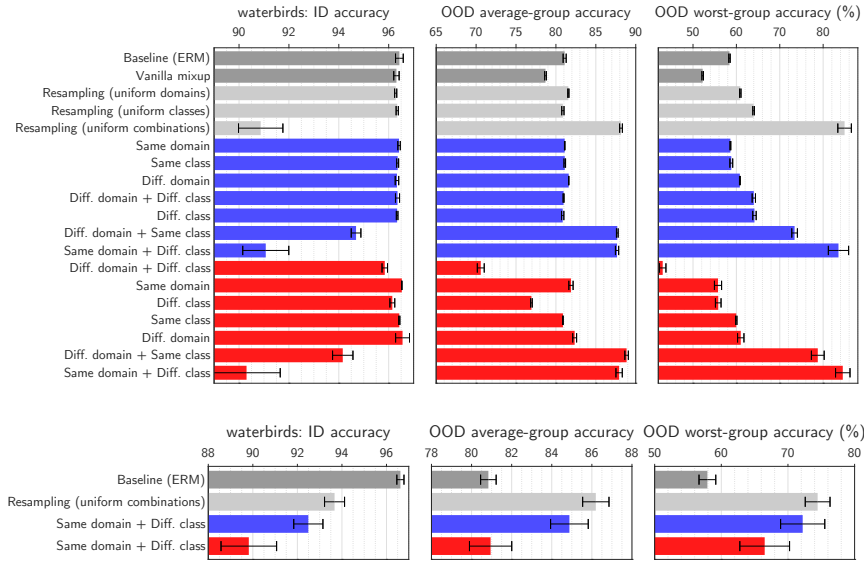 waterbirds: ID accuracy OOD average-group accuracy OOD worst-group accuracy (%)
90 92 94 96 65 70 75 80 85 90 50 60 70 80
Baseline (ERM)
Vanilla mixup
Resampling (uniform domains)
Resampling (uniform classes)
Resampling (uniform combinations)
Same domain
Same class
Diff. domain
Diff. domain + Diff. class
Diff. class
Diff. domain + Same class
Same domain + Diff. class
Diff. domain + Diff. class
Same domain
Diff. class
Same class
Diff. domain
Diff. domain + Same class
Same domain + Diff. class
waterbirds: ID accuracy OOD average-group accuracy OOD worst-group accuracy (%)
88 90 92 94 96 78 80 82 84 86 88 50 60 70 80
Baseline (ERM)
Resampling (uniform combinations)
Same domain + Diff. class
Same domain + Diff. class